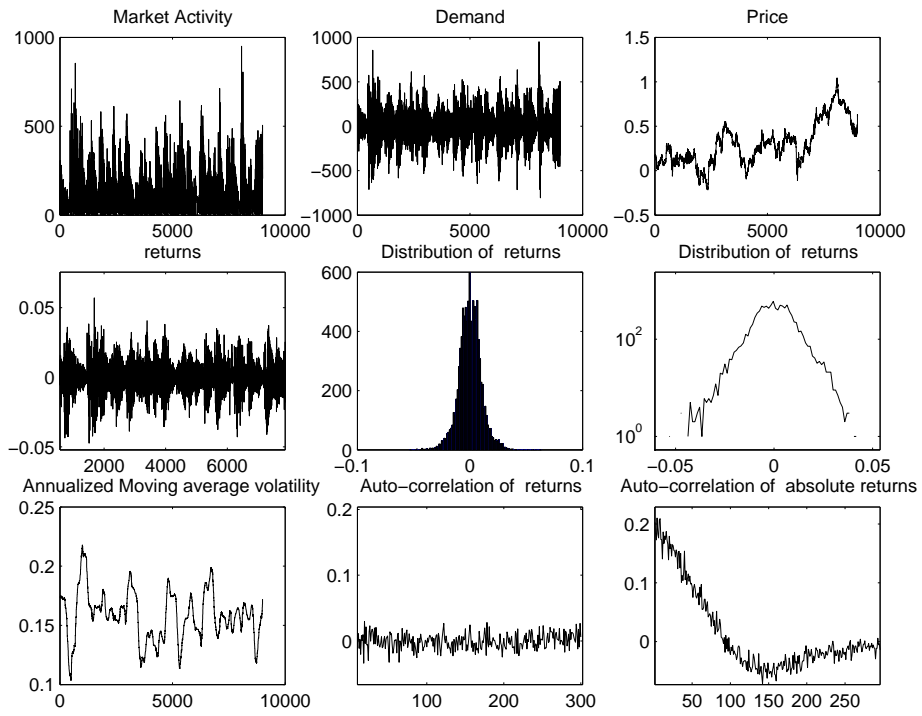 Market Activity
1000
500
0
0 5000 10000
Demand
1000
500
0
−500
−1000
0 5000 10000
Price
1.5
1
0.5
0
−0.5
0 5000 10000
returns
0.05
0
−0.05
2000 4000 6000
Distribution of returns
600
400
200
0
−0.1 0 0.1
Distribution of returns
10^2
10^0
−0.05 0 0.05
Annualized Moving average volatility
0.25
0.2
0.15
0.1
0 5000 10000
Auto−correlation of returns
0.2
0.1
0
100 200 300
Auto−correlation of absolute returns
0.2
0.1
0
50 100 150 200 250